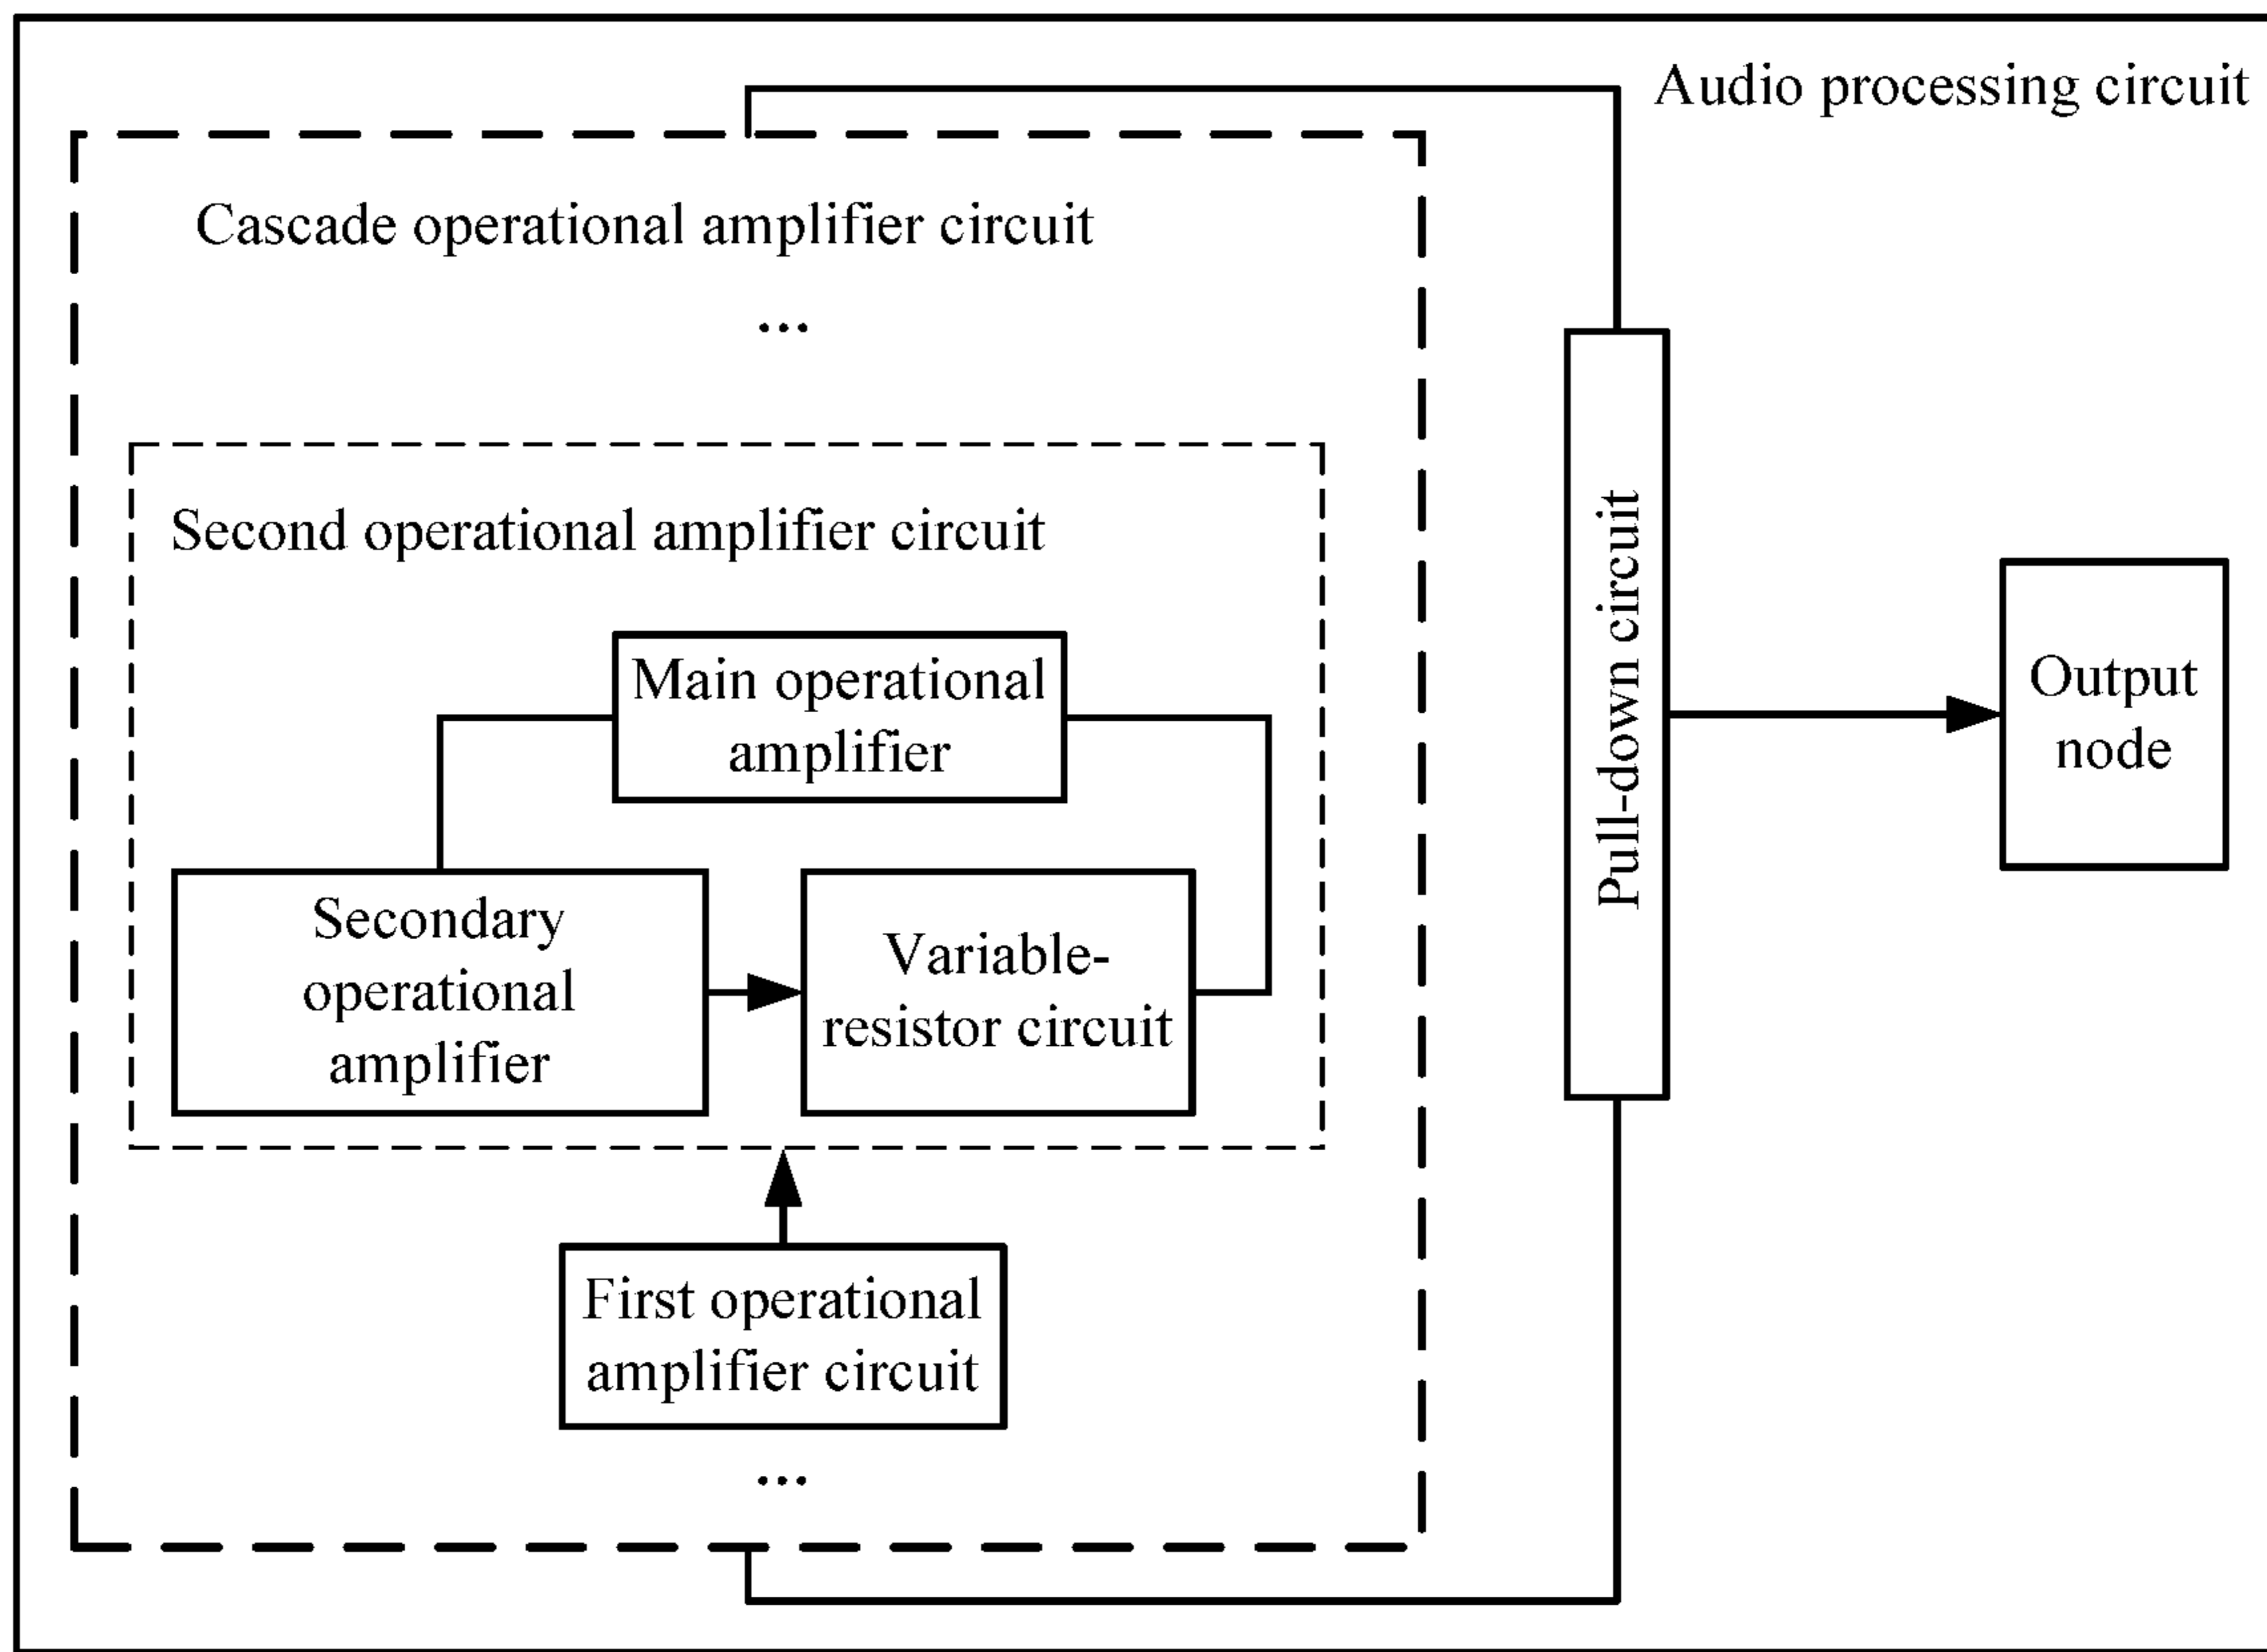 Audio processing circuit
Cascade operational amplifier circuit
...
Second operational amplifier circuit
Main operational
amplifier
Secondary
operational
amplifier
Variable-
resistor circuit
First operational
amplifier circuit
...
Pull-down circuit
Output
node